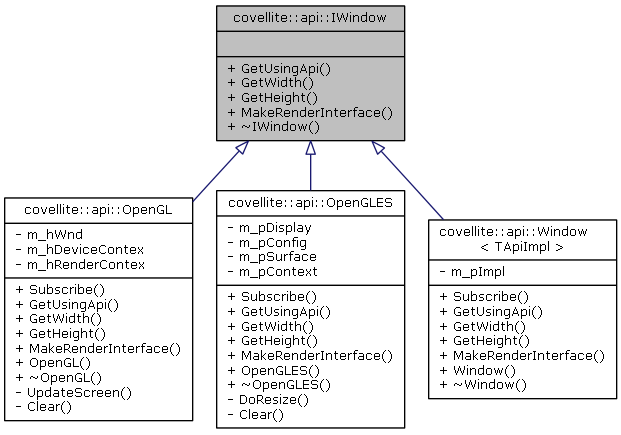 covellite::api::IWindow
+ GetUsingApi()
+ GetWidth()
+ GetHeight()
+ MakeRenderInterface()
+ ~IWindow()
covellite::api::OpenGL
- m_hWnd
- m_hDeviceContex
- m_hRenderContex
+ Subscribe()
+ GetUsingApi()
+ GetWidth()
+ GetHeight()
+ MakeRenderInterface()
+ OpenGL()
+ ~OpenGL()
- UpdateScreen()
- Clear()
covellite::api::OpenGLES
- m_pDisplay
- m_pConfig
- m_pSurface
- m_pContext
+ Subscribe()
+ GetUsingApi()
+ GetWidth()
+ GetHeight()
+ MakeRenderInterface()
+ OpenGLES()
+ ~OpenGLES()
- DoResize()
- Clear()
covellite::api::Window
< TApiImpl >
- m_pImpl
+ Subscribe()
+ GetUsingApi()
+ GetWidth()
+ GetHeight()
+ MakeRenderInterface()
+ Window()
+ ~Window()